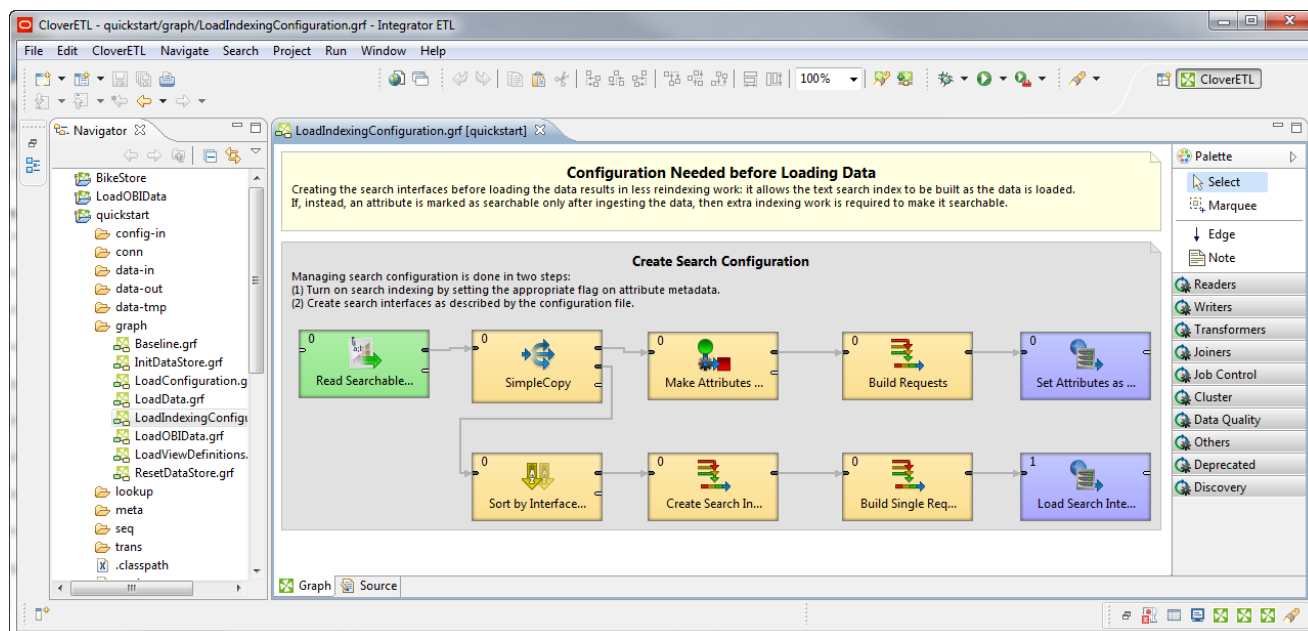 CloverETL - quickstart/graph/LoadIndexingConfiguration.grf - Integrator ETL
File Edit CloverETL Navigate Search Project Run Window Help
100%
CloverETL
Navigator
LoadIndexingConfiguration.grf [quickstart]
BikeStore
LoadOBIData
quickstart
config-in
conn
data-in
data-out
data-tmp
graph
Baseline.grf
InitDataStore.grf
LoadConfiguration.g
LoadData.grf
LoadIndexingConfigu
LoadOBIData.grf
LoadViewDefinitions.
ResetDataStore.grf
lookup
meta
seq
trans
.classpath
Configuration Needed before Loading Data
Creating the search interfaces before loading the data results in less reindexing work: it allows the text search index to be built as the data is loaded.
If, instead, an attribute is marked as searchable only after ingesting the data, then extra indexing work is required to make it searchable.
Create Search Configuration
Managing search configuration is done in two steps:
(1) Turn on search indexing by setting the appropriate flag on attribute metadata.
(2) Create search interfaces as described by the configuration file.
0 0 0 0 0
Read Searchable... SimpleCopy Make Attributes ... Build Requests Set Attributes as ...
0 0 0 1
Sort by Interface... Create Search In... Build Single Req... Load Search Inte...
Graph Source
Palette
Select
Marquee
Edge
Note
Readers
Writers
Transformers
Joiners
Job Control
Cluster
Data Quality
Others
Deprecated
Discovery